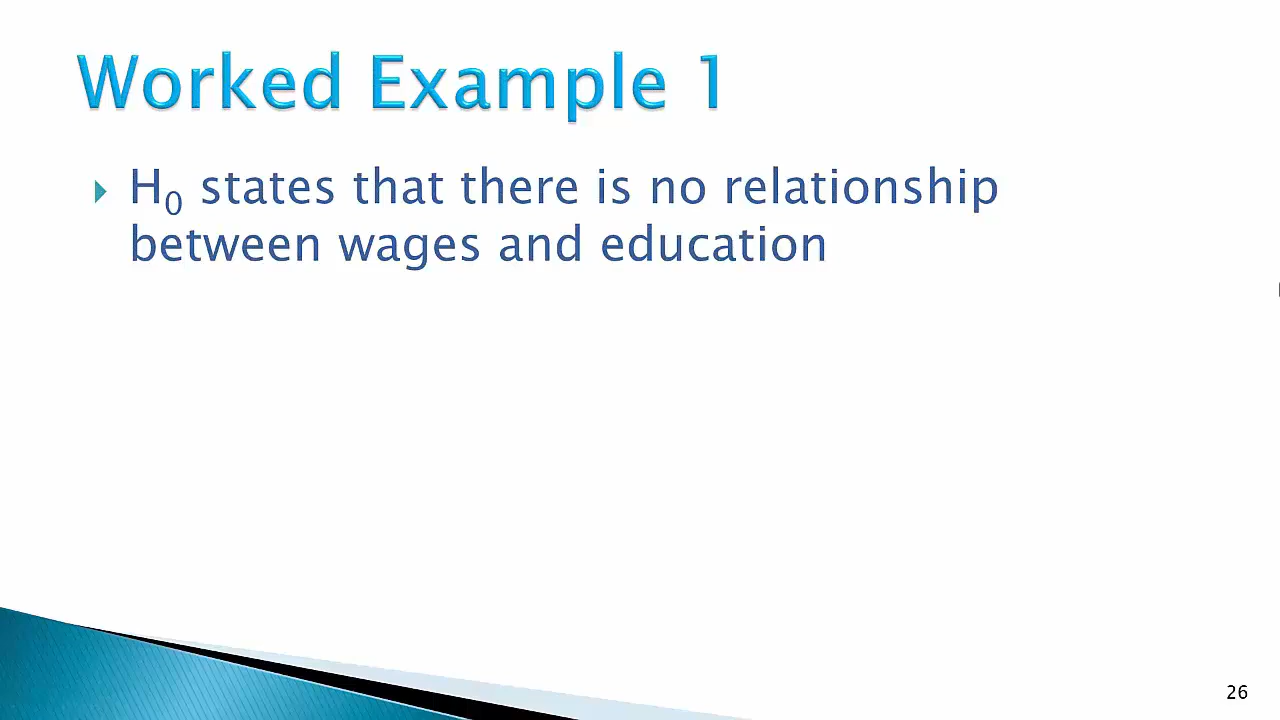 Worked Example 1
H₀ states that there is no relationship
between wages and education
26